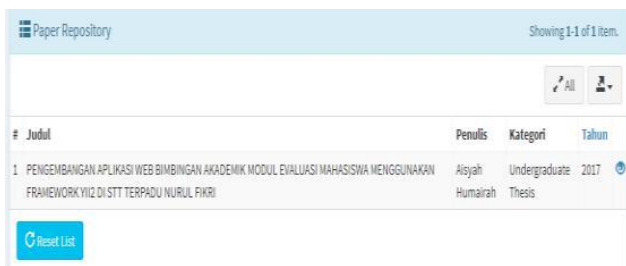 Paper Repository
Showing 1-1 of 1 item.
All
# Judul Penulis Kategori Tahun
1 PENGEMBANGAN APLIKASI WEB BIMBINGAN AKADEMIK MODUL EVALUASI MAHASISWA MENGGUNAKAN Aisyah Undergraduate 2017
FRAMEWORK YII2 DI STT TERPADU NURUL FIKRI Humairah Thesis
Reset List